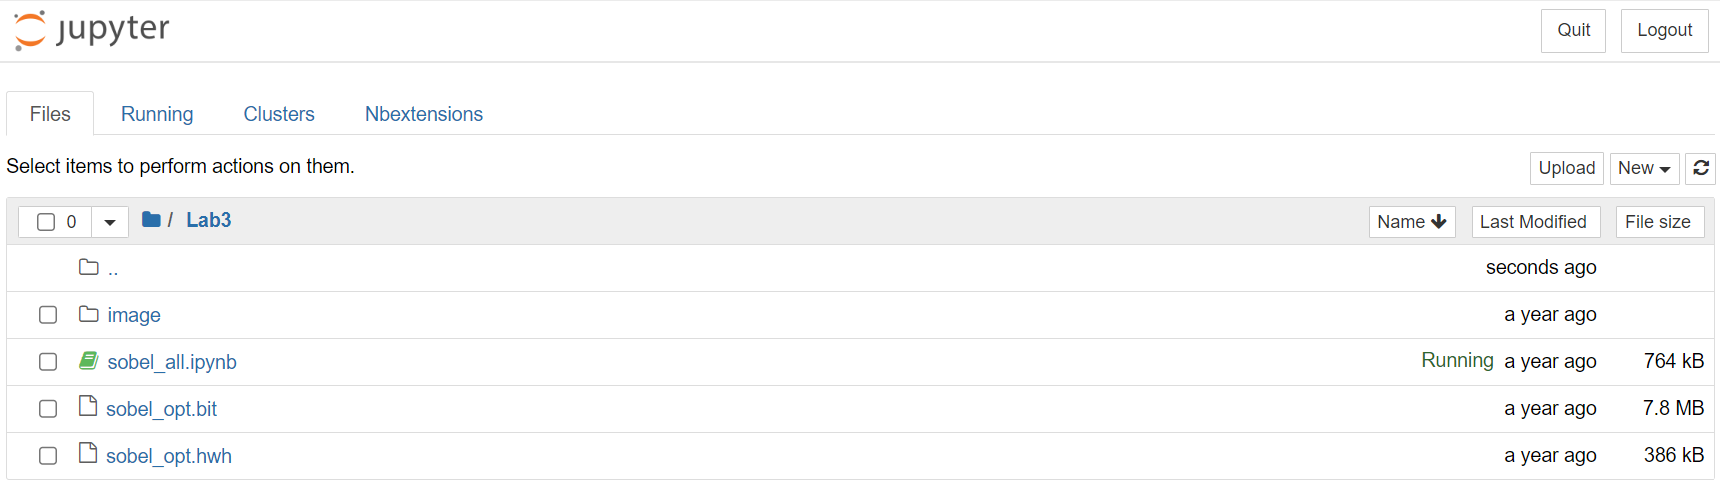 jupyter Quit Logout
Files Running Clusters Nbextensions
Select items to perform actions on them. Upload New
0 / Lab3 Name Last Modified File size
.. seconds ago
image a year ago
sobel_all.ipynb Running a year ago 764 kB
sobel_opt.bit a year ago 7.8 MB
sobel_opt.hwh a year ago 386 kB